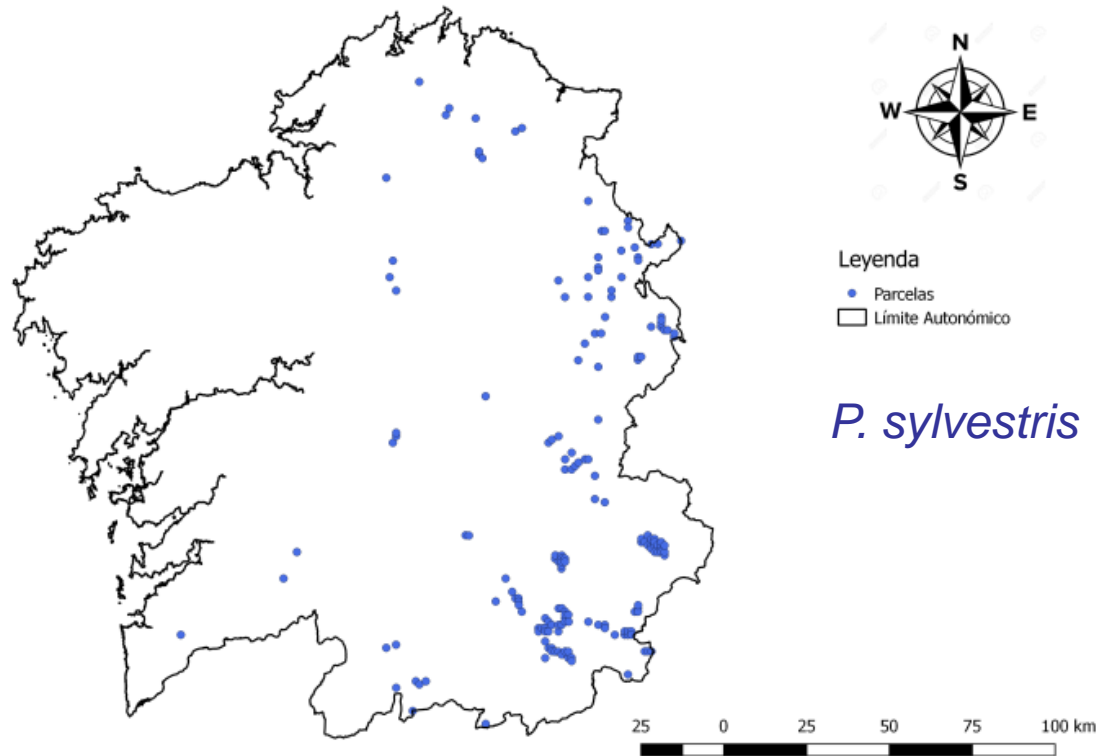 N
W E
S
Leyenda
Parcelas
Límite Autonómico
P. sylvestris
25 0 25 50 75 100 km